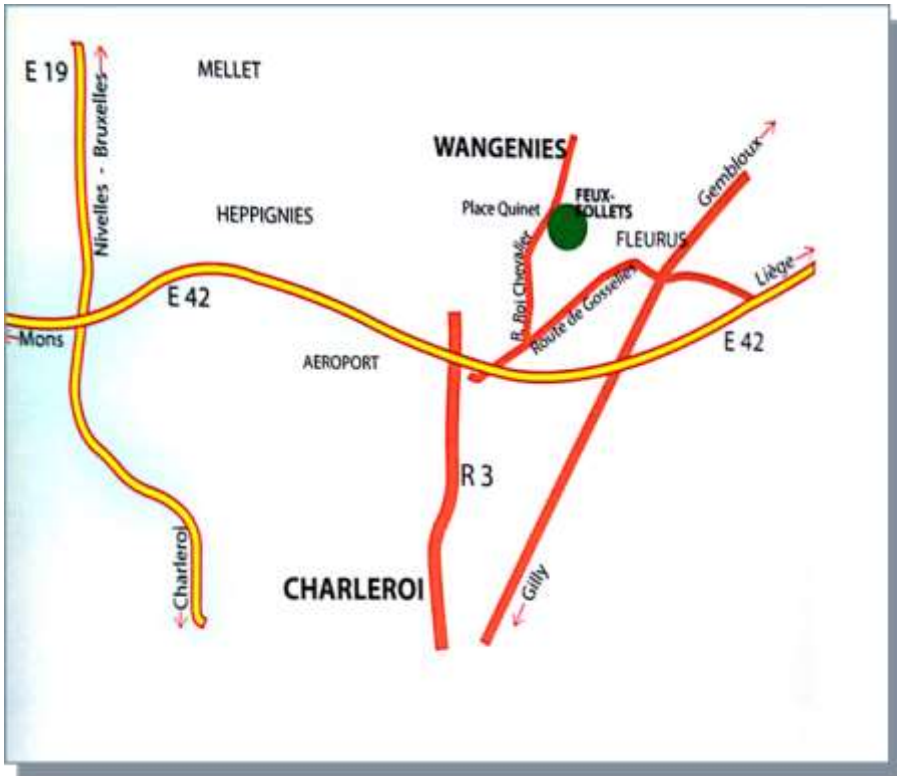 E 19
Nivelles - Bruxelles
MELLET
WANGENIES
Gembloux
Place Quinet
FEUX-
FOLLETS
HEPPIGNIES
FLEURUS
R. Roi Chevalier
Route de Gosselies
Liège
E 42
Mons
E 42
AEROPORT
R 3
Charleroi
CHARLEROI
Gilly